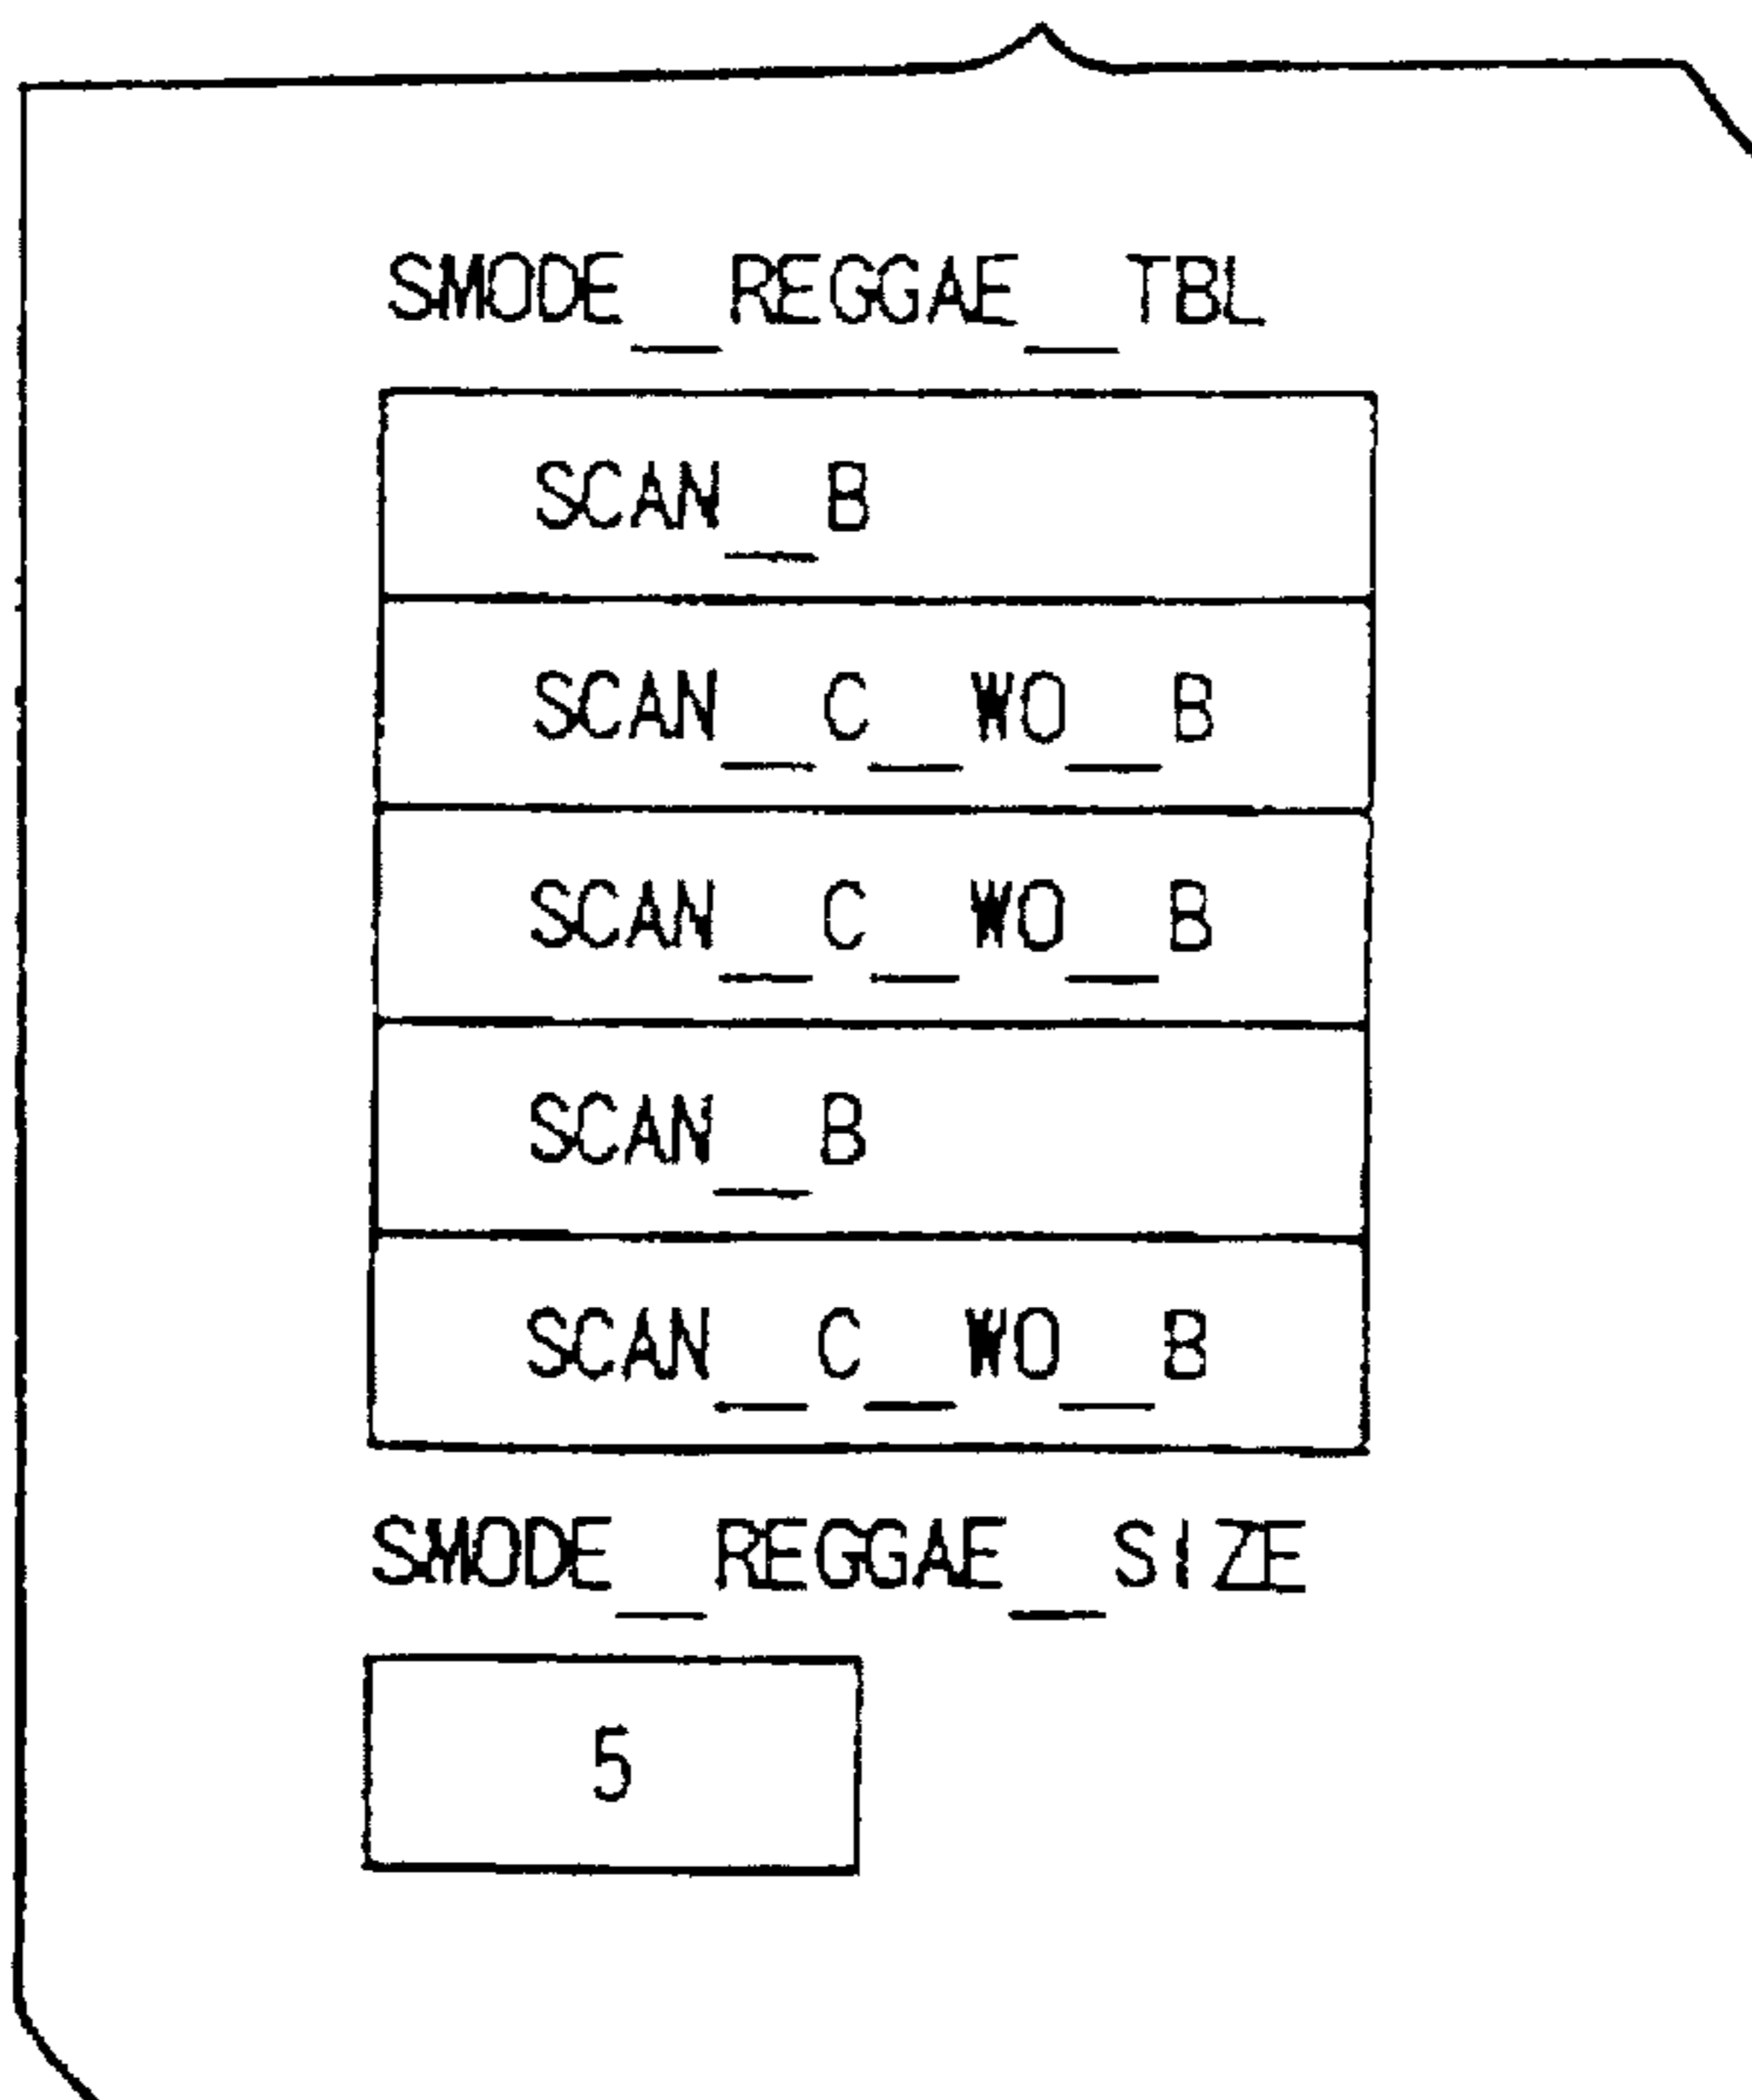 SMODE_REGGAE_TBL
SCAN_B
SCAN_C_WO_B
SCAN_C_WO_B
SCAN_B
SCAN_C_WO_B
SMODE_REGGAE_SIZE
5